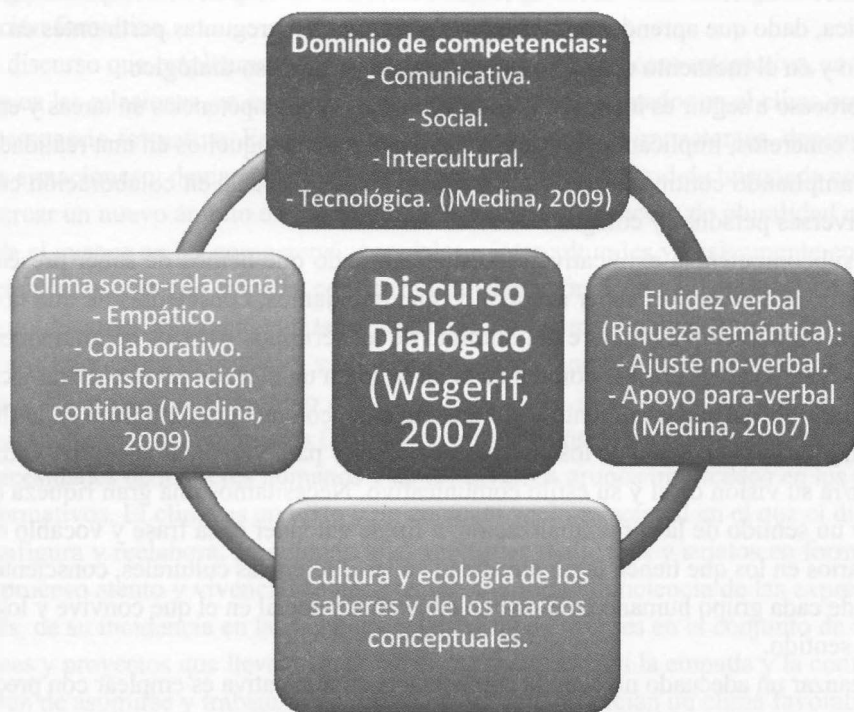 Dominio de competencias:
- Comunicativa.
- Social.
- Intercultural.
- Tecnológica. ()Medina, 2009)
Clima socio-relaciona:
- Empático.
- Colaborativo.
- Transformación
continua (Medina,
2009)
Discurso
Dialógico
(Wegerif,
2007)
Fluidez verbal
(Riqueza semántica):
- Ajuste no-verbal.
- Apoyo para-verbal
(Medina, 2007)
Cultura y ecología de los
saberes y de los marcos
conceptuales.